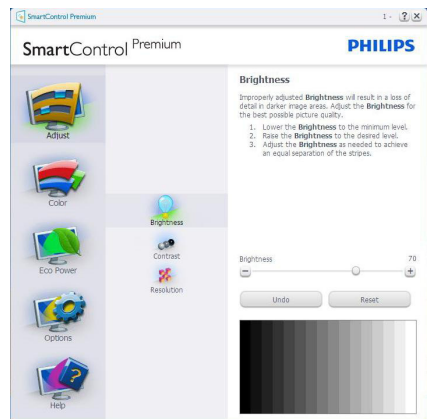 SmartControl Premium
SmartControl Premium
PHILIPS
Adjust
Color
Eco Power
Options
Help
Brightness
Contrast
Resolution
Brightness
Improperly adjusted Brightness will result in a loss of
detail in darker image areas. Adjust the Brightness for
the best possible picture quality.
1. Lower the Brightness to the minimum level.
2. Raise the Brightness to the desired level.
3. Adjust the Brightness as needed to achieve
an equal separation of the stripes.
Brightness 70
Undo Reset